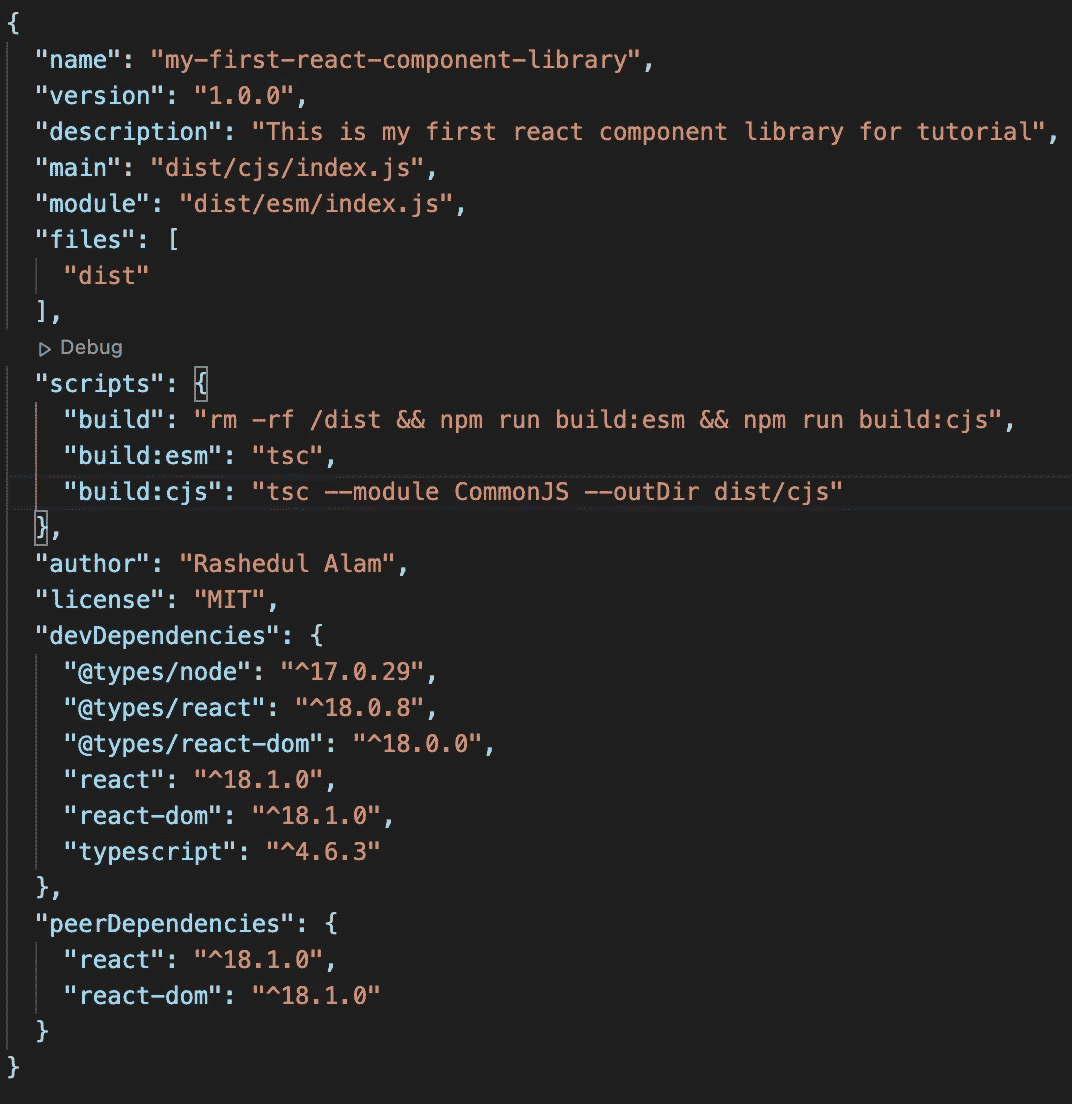 {
"name": "my-first-react-component-library",
"version": "1.0.0",
"description": "This is my first react component library for tutorial",
"main": "dist/cjs/index.js",
"module": "dist/esm/index.js",
"files": [
"dist"
],
Debug
"scripts": {
"build": "rm -rf /dist && npm run build:esm && npm run build:cjs",
"build:esm": "tsc",
"build:cjs": "tsc --module CommonJS --outDir dist/cjs"
},
"author": "Rashedul Alam",
"license": "MIT",
"devDependencies": {
"@types/node": "^17.0.29",
"@types/react": "^18.0.8",
"@types/react-dom": "^18.0.0",
"react": "^18.1.0",
"react-dom": "^18.1.0",
"typescript": "^4.6.3"
},
"peerDependencies": {
"react": "^18.1.0",
"react-dom": "^18.1.0"
}
}